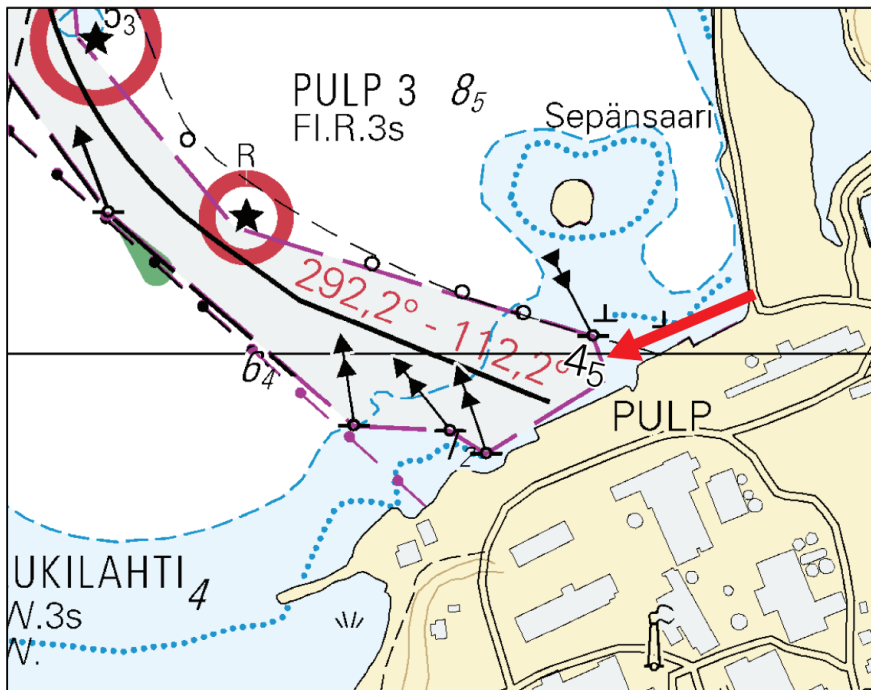 5₃
PULP 3 8₅
Fl.R.3s
Sepänsaari
R
292,2° - 112,2°
4₅
6₄
PULP
7₂
UKILAHTI 4
W.3s
W.